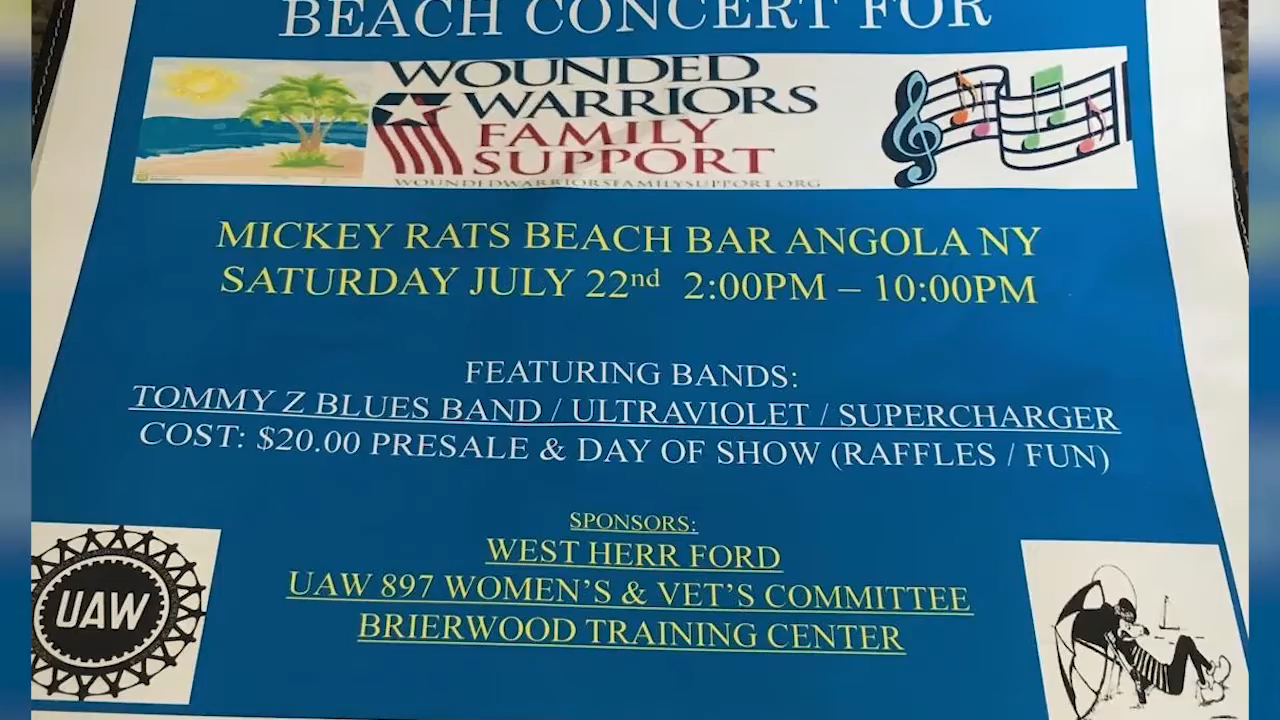 BEACH CONCERT FOR
WOUNDED
WARRIORS
FAMILY
SUPPORT
WOUNDEDWARRIORSFAMILYSUPPORT.ORG
MICKEY RATS BEACH BAR ANGOLA NY
SATURDAY JULY 22nd 2:00PM – 10:00PM
FEATURING BANDS:
TOMMY Z BLUES BAND / ULTRAVIOLET / SUPERCHARGER
COST: $20.00 PRESALE & DAY OF SHOW (RAFFLES / FUN)
SPONSORS:
WEST HERR FORD
UAW 897 WOMEN'S & VET'S COMMITTEE
BRIERWOOD TRAINING CENTER
UAW